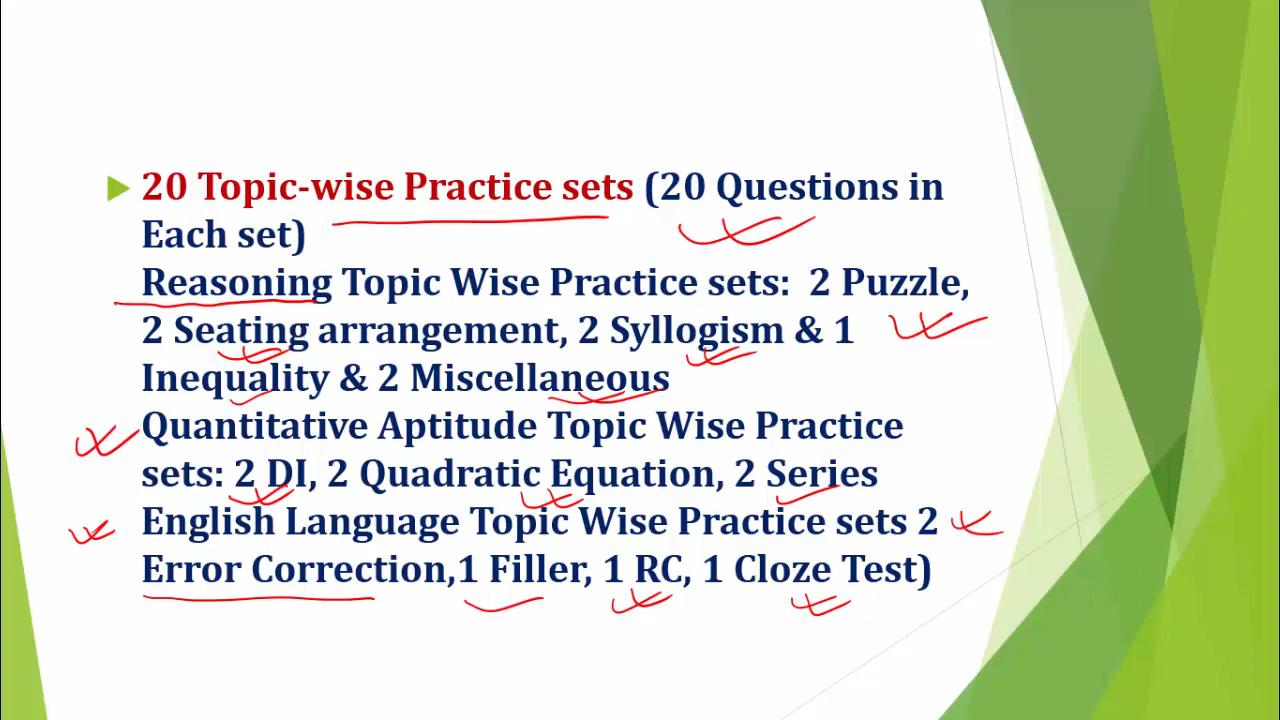 20 Topic-wise Practice sets (20 Questions in
Each set)
Reasoning Topic Wise Practice sets: 2 Puzzle,
2 Seating arrangement, 2 Syllogism & 1
Inequality & 2 Miscellaneous
Quantitative Aptitude Topic Wise Practice
sets: 2 DI, 2 Quadratic Equation, 2 Series
English Language Topic Wise Practice sets 2
Error Correction,1 Filler, 1 RC, 1 Cloze Test)